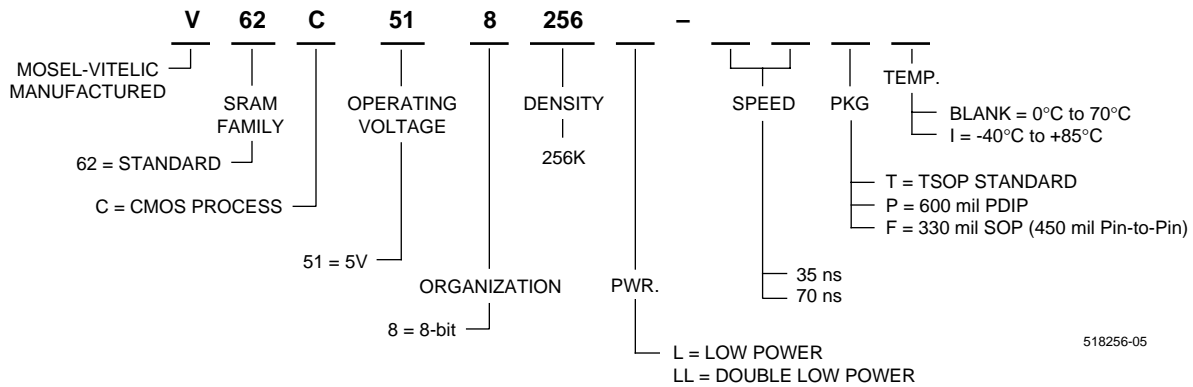 V 62 C 51 8 256 –
MOSEL-VITELIC
MANUFACTURED
SRAM
FAMILY
62 = STANDARD
C = CMOS PROCESS
OPERATING
VOLTAGE
51 = 5V
ORGANIZATION
8 = 8-bit
DENSITY
256K
PWR.
L = LOW POWER
LL = DOUBLE LOW POWER
SPEED
35 ns
70 ns
PKG
T = TSOP STANDARD
P = 600 mil PDIP
F = 330 mil SOP (450 mil Pin-to-Pin)
TEMP.
BLANK = 0°C to 70°C
I = -40°C to +85°C
518256-05